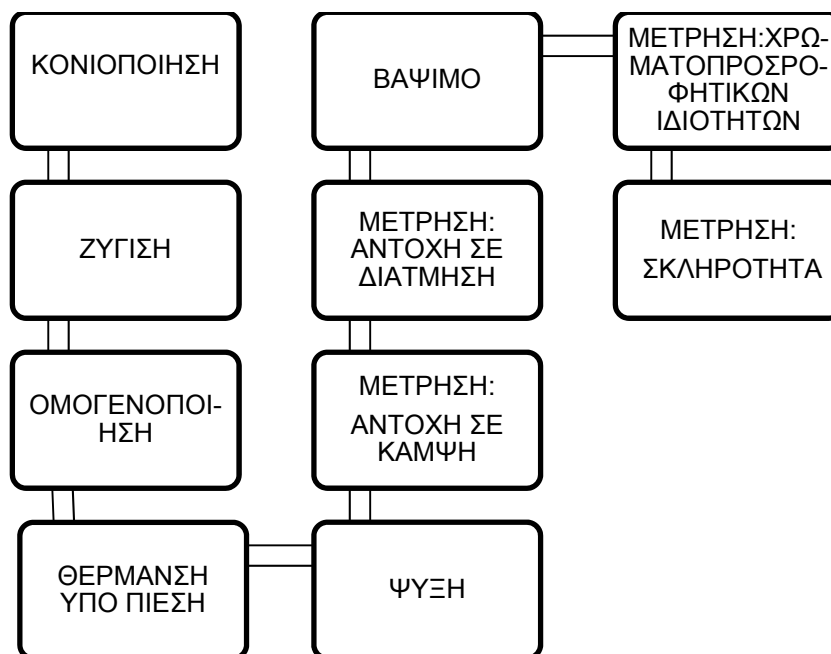 ΚΟΝΙΟΠΟΙΗΣΗ
ΖΥΓΙΣΗ
ΟΜΟΓΕΝΟΠΟΙ-
ΗΣΗ
ΘΕΡΜΑΝΣΗ
ΥΠΟ ΠΙΕΣΗ
ΨΥΞΗ
ΜΕΤΡΗΣΗ:
ΑΝΤΟΧΗ ΣΕ
ΚΑΜΨΗ
ΜΕΤΡΗΣΗ:
ΑΝΤΟΧΗ ΣΕ
ΔΙΑΤΜΗΣΗ
ΒΑΨΙΜΟ
ΜΕΤΡΗΣΗ:ΧΡΩ-
ΜΑΤΟΠΡΟΣΡΟ-
ΦΗΤΙΚΩΝ
ΙΔΙΟΤΗΤΩΝ
ΜΕΤΡΗΣΗ:
ΣΚΛΗΡΟΤΗΤΑ